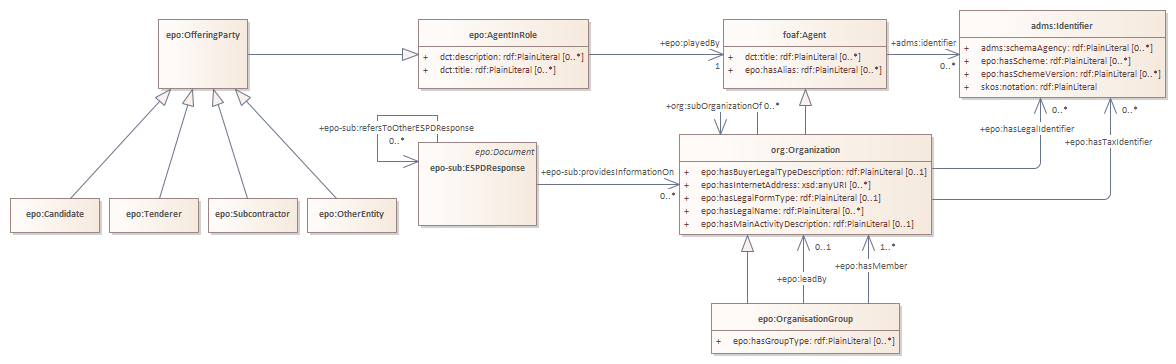 epo:OfferingParty
epo:AgentInRole
+ dct:description: rdf:PlainLiteral [0..*]
+ dct:title: rdf:PlainLiteral [0..*]
+epo:playedBy
1
foaf:Agent
+ dct:title: rdf:PlainLiteral [0..*]
+ epo:hasAlias: rdf:PlainLiteral [0..*]
+adms:identifier
0..*
adms:Identifier
+ adms:schemaAgency: rdf:PlainLiteral [0..*]
+ epo:hasScheme: rdf:PlainLiteral [0..*]
+ epo:hasSchemeVersion: rdf:PlainLiteral [0..*]
+ skos:notation: rdf:PlainLiteral
+org:subOrganizationOf 0..*
0..*
+epo:hasLegalIdentifier
0..*
+epo:hasTaxIdentifier
+epo-sub:refersToOtherESPDResponse
0..*
epo:Document
epo-sub:ESPDResponse
+epo-sub:providesInformationOn
0..*
org:Organization
+ epo:hasBuyerLegalTypeDescription: rdf:PlainLiteral [0..1]
+ epo:hasInternetAddress: xsd:anyURI [0..*]
+ epo:hasLegalFormType: rdf:PlainLiteral [0..1]
+ epo:hasLegalName: rdf:PlainLiteral [0..*]
+ epo:hasMainActivityDescription: rdf:PlainLiteral [0..1]
epo:Candidate
epo:Tenderer
epo:Subcontractor
epo:OtherEntity
0..1
+epo:leadBy
1..*
+epo:hasMember
epo:OrganisationGroup
+ epo:hasGroupType: rdf:PlainLiteral [0..*]